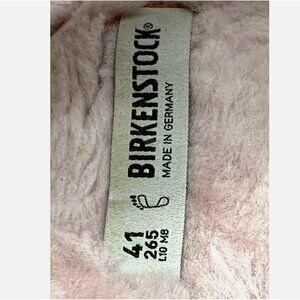 BIRKENSTOCK®
MADE IN GERMANY
41
265
L10 M8